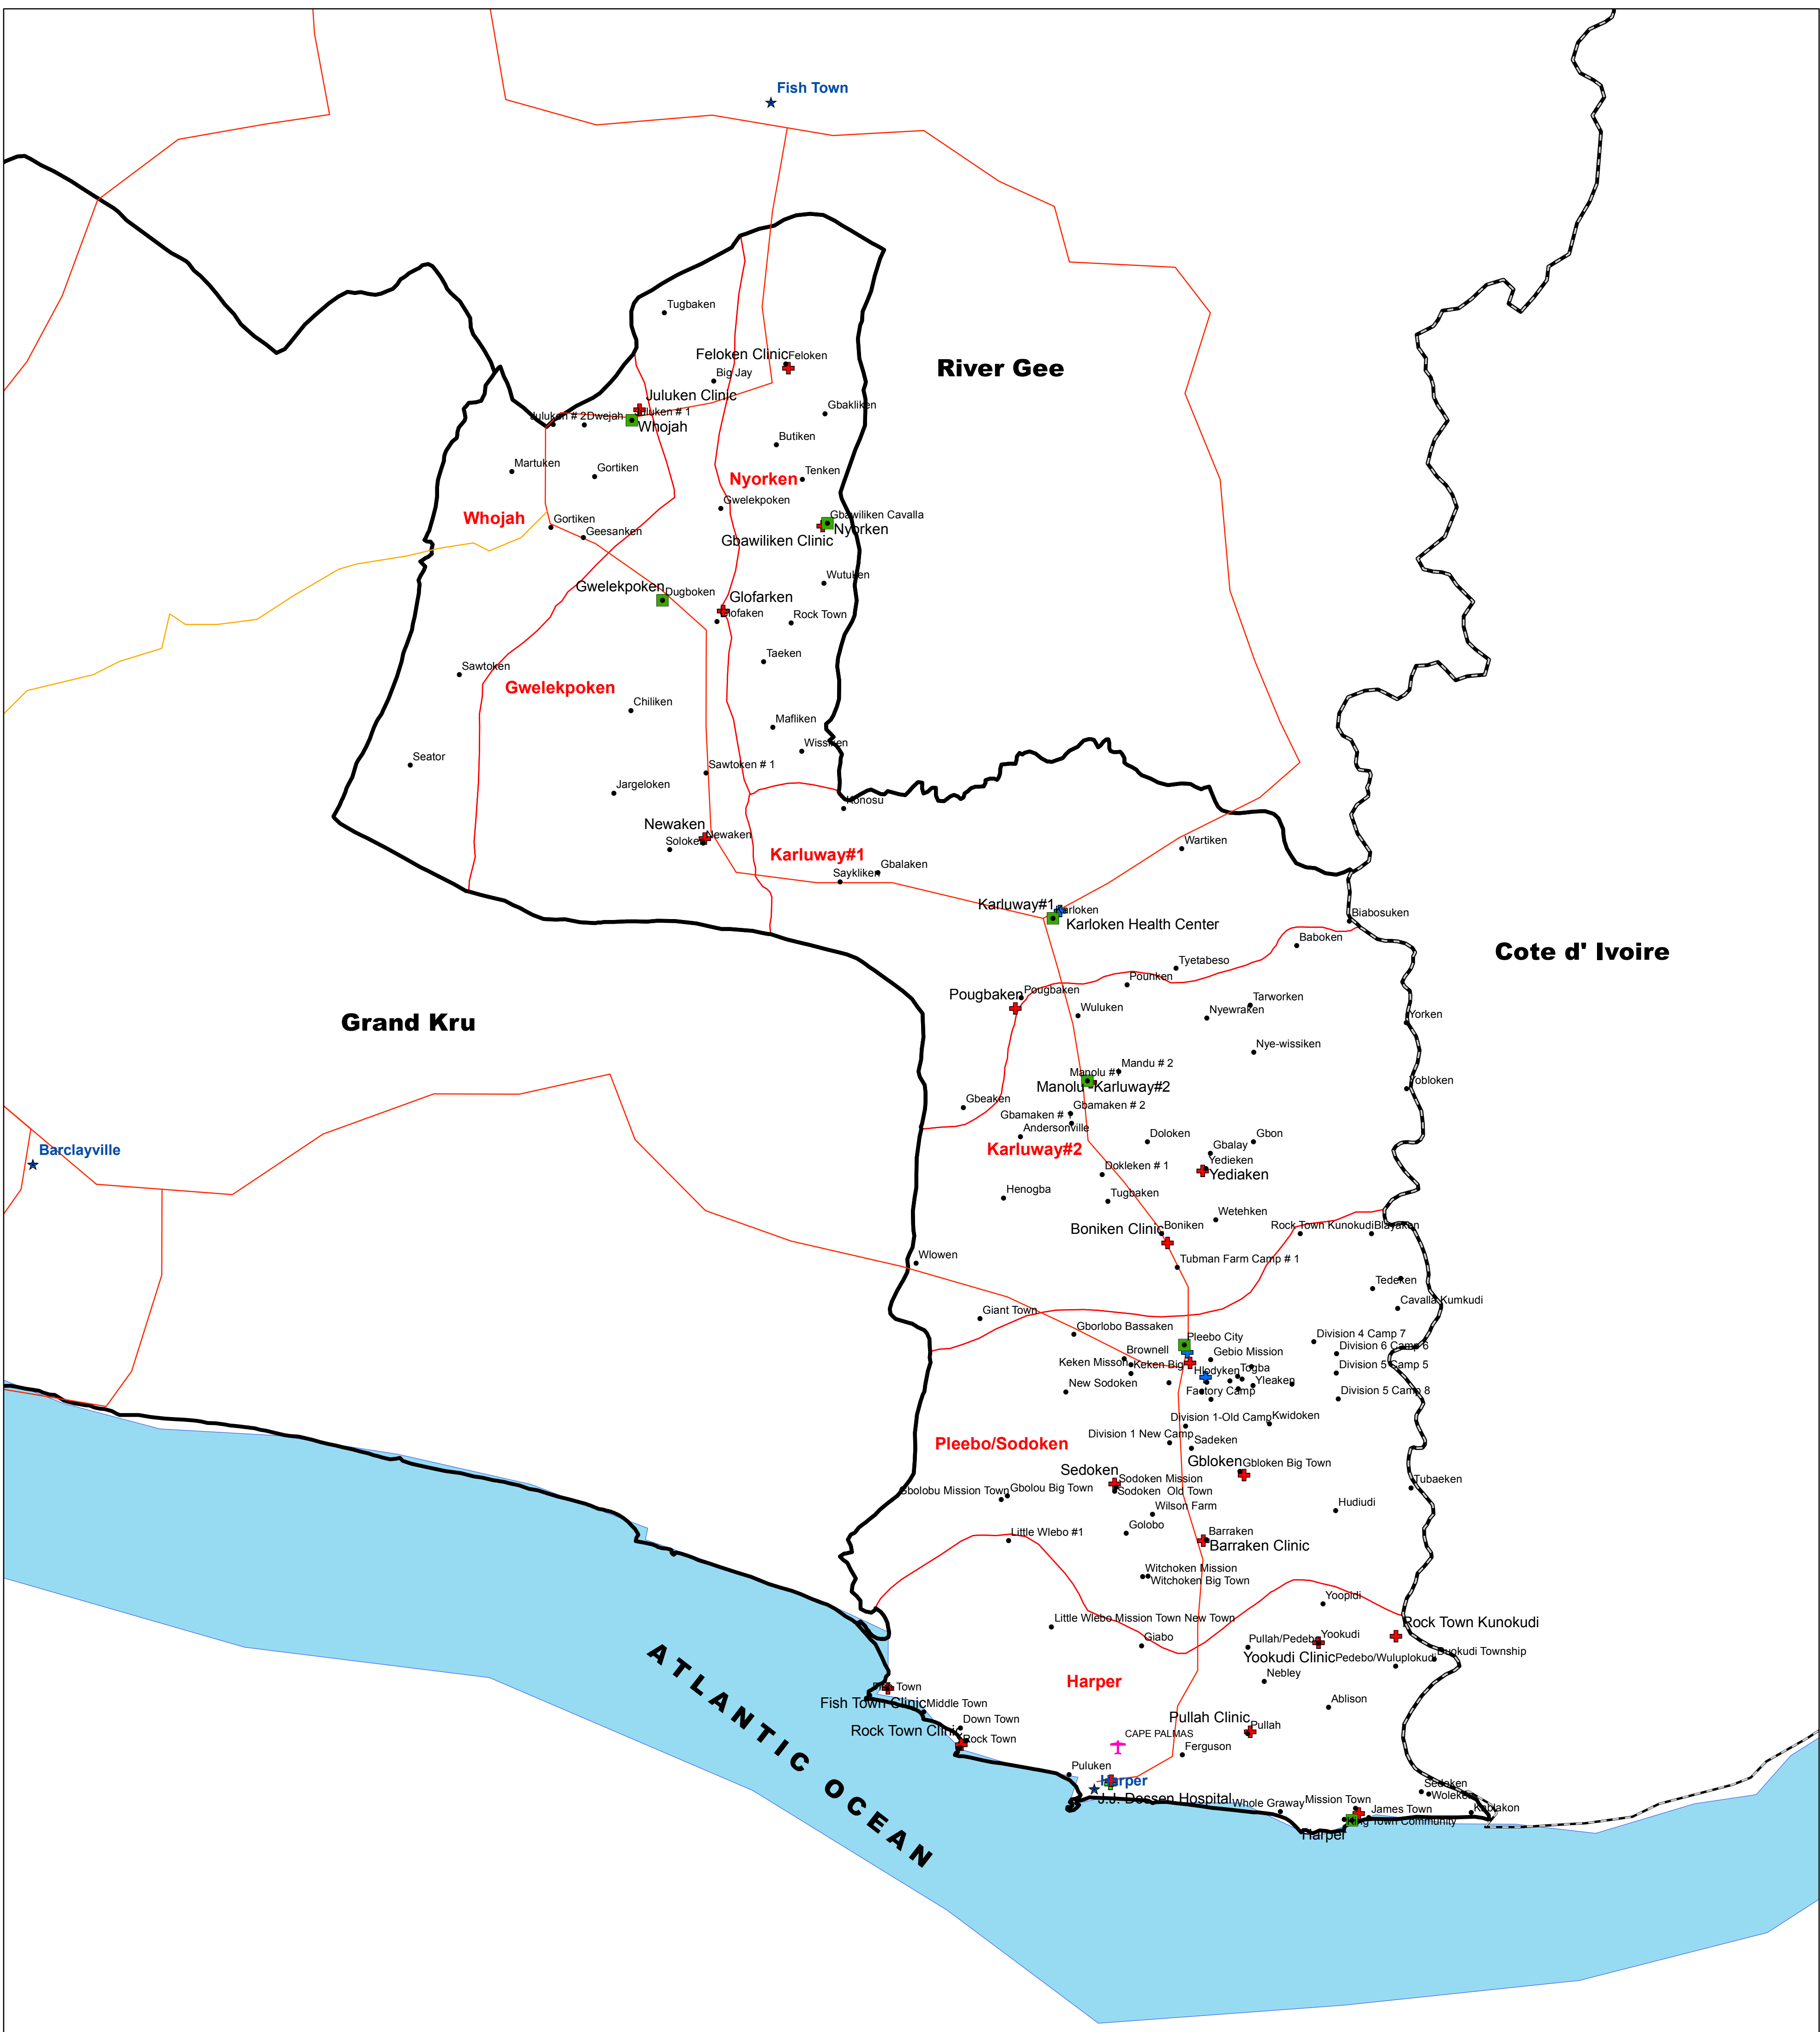 Fish Town
Tugbaken
Feloken Clinic
Feloken
River Gee
Big Jay
Juluken Clinic
Gbakliken
Juluken # 2
Dwejah
Juluken # 1
Whojah
Butiken
Martuken
Gortiken
Nyorken
Tenken
Gwelekpoken
Whojah
Gortiken
Gbawiliken Cavalla
Nyorken
Geesanken
Gbawiliken Clinic
Wutuken
Gwelekpoken
Dugboken
Glofarken
Glofaken
Rock Town
Taeken
Sawtoken
Gwelekpoken
Chiliken
Mafliken
Wissiken
Seator
Sawtoken # 1
Jargeloken
Konosu
Newaken
Newaken
Soloken
Wartiken
Karluway#1
Gbalaken
Saykliken
Karluway#1
Karloken
Biabosuken
Karloken Health Center
Baboken
Cote d' Ivoire
Tyetabeso
Pounken
Pougbaken
Pougbaken
Tarworken
Wuluken
Nyewraken
Yorken
Grand Kru
Nye-wissiken
Mandu # 2
Manolu #1
Manolu
Karluway#2
Yobloken
Gbeaken
Gbamaken # 2
Gbamaken # 1
Andersonville
Doloken
Gbon
Karluway#2
Gbalay
Barclayville
Yedieken
Dokleken # 1
Yediaken
Henogba
Tugbaken
Wetehken
Boniken Clinic
Boniken
Rock Town Kunokudi
Blayaken
Wlowen
Tubman Farm Camp # 1
Tedeken
Cavalla Kumkudi
Giant Town
Gborlobo Bassaken
Pleebo City
Division 4 Camp 7
Division 6 Camp 6
Brownell
Gebio Mission
Keken Misson
Keken Big
Hlodyken
Togba
Division 5 Camp 5
New Sodoken
Factory Camp
Yleaken
Division 5 Camp 8
Division 1-Old Camp
Kwidoken
Division 1 New Camp
Sadeken
Pleebo/Sodoken
Gbloken
Gbloken Big Town
Sedoken
Sodoken Mission
Tubaeken
Gbolobu Mission Town
Gbolou Big Town
Sodoken Old Town
Wilson Farm
Hudiudi
Little Wlebo #1
Golobo
Barraken
Barraken Clinic
Witchoken Mission
Witchoken Big Town
Yoopidi
Little Wlebo Mission Town New Town
Rock Town Kunokudi
Giabo
Pullah/Pedebo
Yookudi
Duokudi Township
Yookudi Clinic
Pedebo/Wuluplokudi
Harper
Nebley
Fish Town
Fish Town Clinic
Middle Town
Ablison
Down Town
Pullah Clinic
Pullah
Rock Town Clinic
Rock Town
CAPE PALMAS
Ferguson
Puluken
Harper
J.J. Dossen Hospital
Sedeken
Woleken
Whole Graway
Mission Town
James Town
Kablakon
Harper
ATLANTIC OCEAN